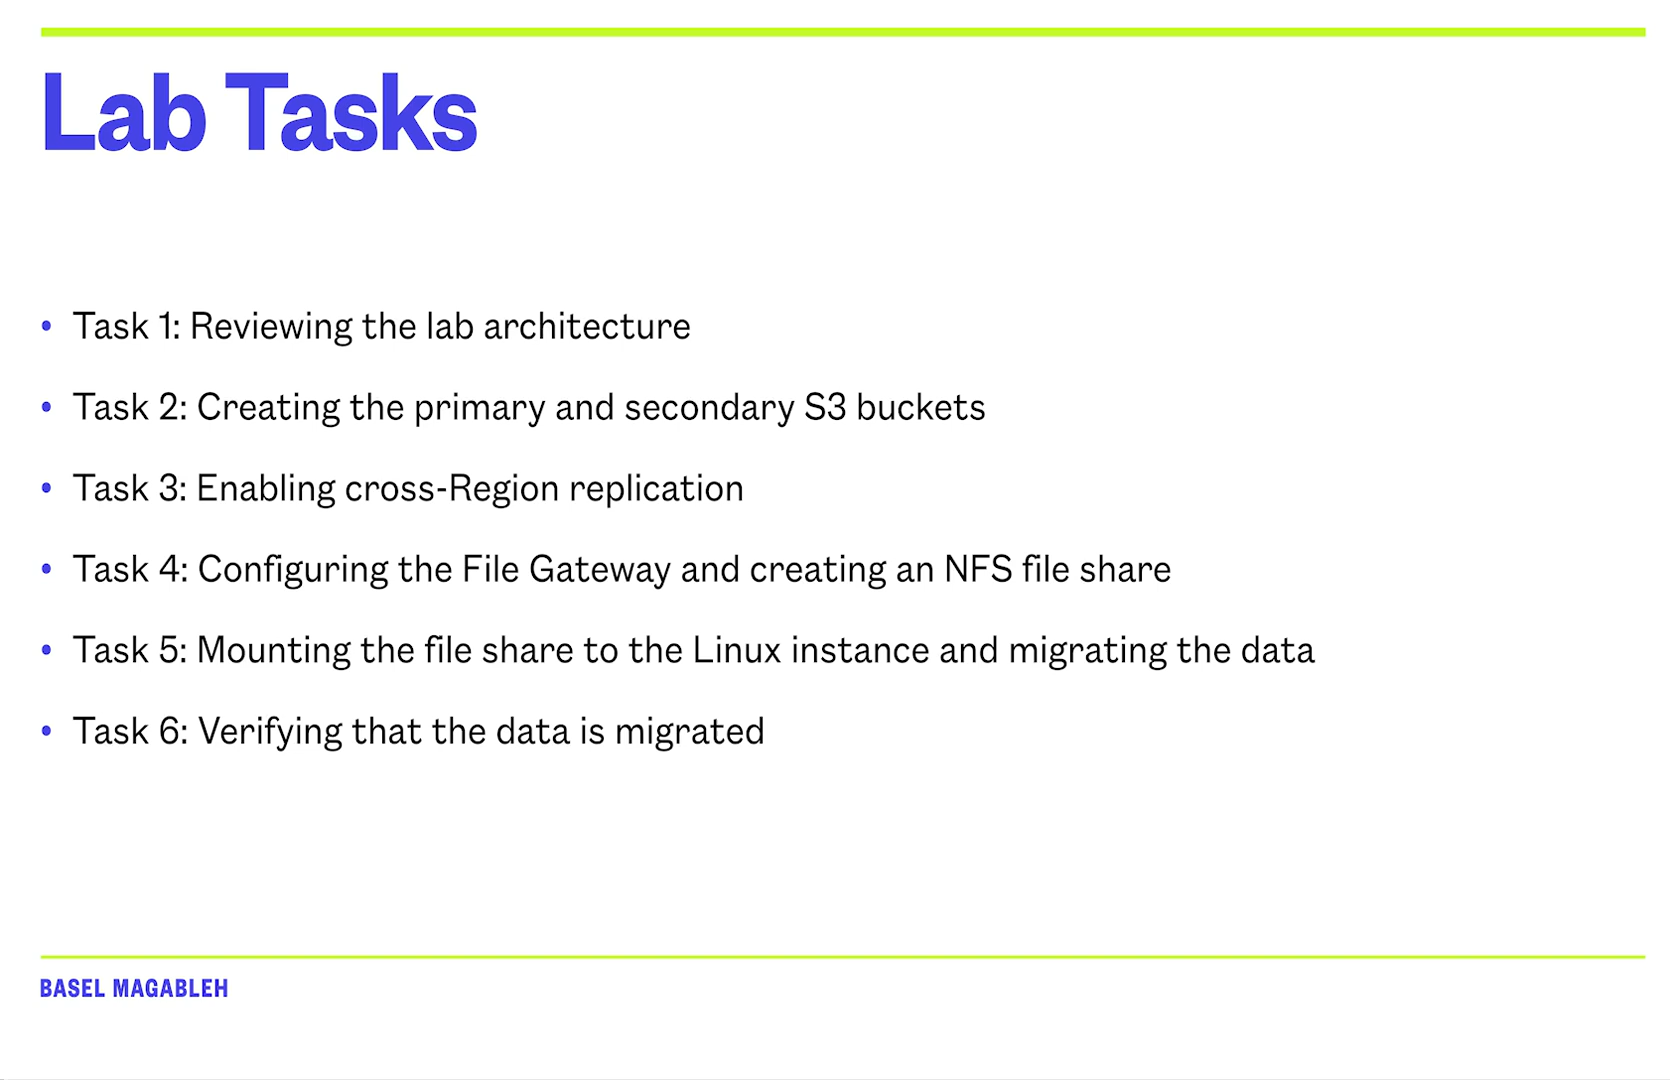 Lab Tasks
• Task 1: Reviewing the lab architecture
• Task 2: Creating the primary and secondary S3 buckets
• Task 3: Enabling cross-Region replication
• Task 4: Configuring the File Gateway and creating an NFS file share
• Task 5: Mounting the file share to the Linux instance and migrating the data
• Task 6: Verifying that the data is migrated
BASEL MAGABLEH